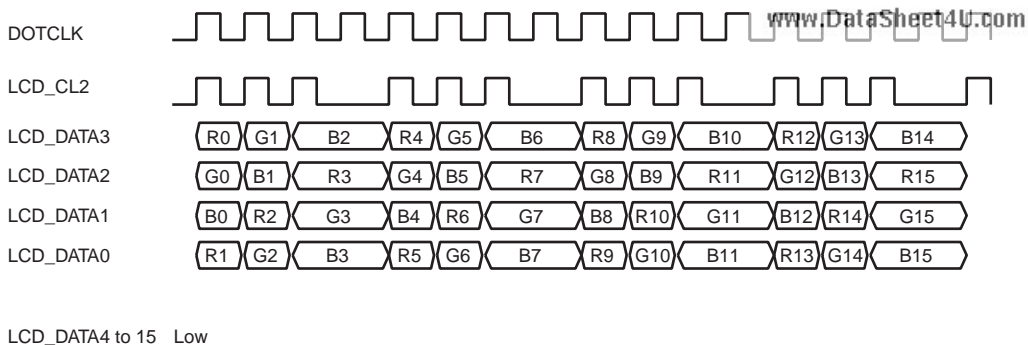 www.DataSheet4U.com
DOTCLK
LCD_CL2
LCD_DATA3 R0 G1 B2 R4 G5 B6 R8 G9 B10 R12 G13 B14
LCD_DATA2 G0 B1 R3 G4 B5 R7 G8 B9 R11 G12 B13 R15
LCD_DATA1 B0 R2 G3 B4 R6 G7 B8 R10 G11 B12 R14 G15
LCD_DATA0 R1 G2 B3 R5 G6 B7 R9 G10 B11 R13 G14 B15
LCD_DATA4 to 15 Low